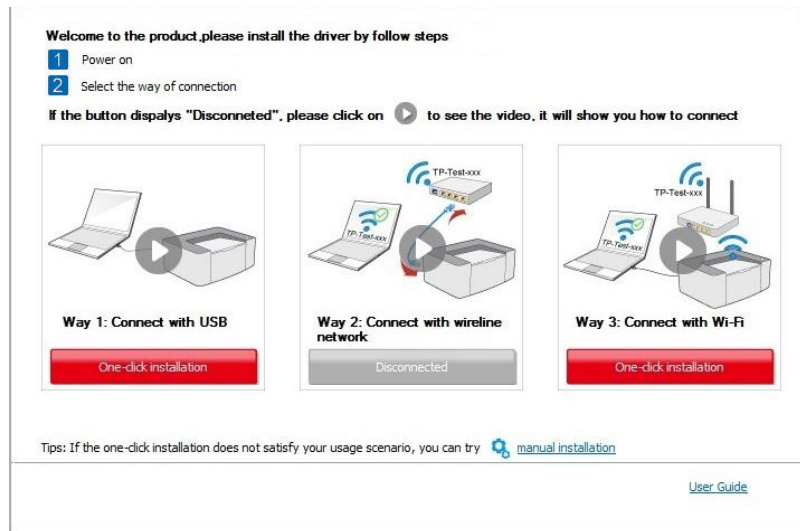 Welcome to the product,please install the driver by follow steps
1 Power on
2 Select the way of connection
If the button dispalys "Disconneted", please click on to see the video, it will show you how to connect
TP-Test-xxx
TP-Test-xxx
TP-Test-xxx
TP-Test-xxx
Way 1: Connect with USB
Way 2: Connect with wireline
network
Way 3: Connect with Wi-Fi
One-click installation
Disconnected
One-click installation
Tips: If the one-click installation does not satisfy your usage scenario, you can try manual installation
User Guide